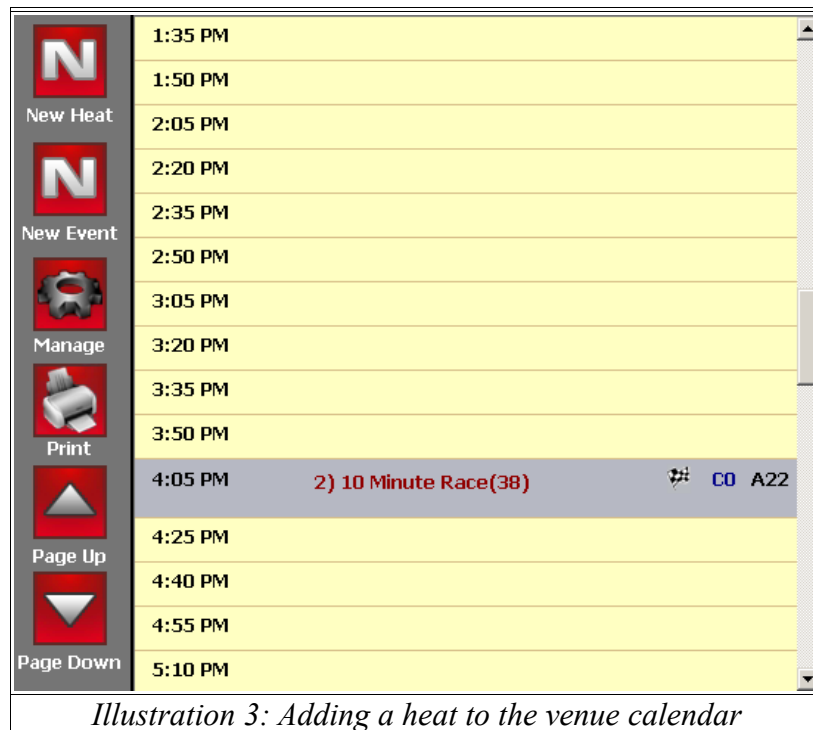 New Heat
New Event
Manage
Print
Page Up
Page Down
1:35 PM
1:50 PM
2:05 PM
2:20 PM
2:35 PM
2:50 PM
3:05 PM
3:20 PM
3:35 PM
3:50 PM
4:05 PM 2) 10 Minute Race(38) C0 A22
4:25 PM
4:40 PM
4:55 PM
5:10 PM
Illustration 3: Adding a heat to the venue calendar